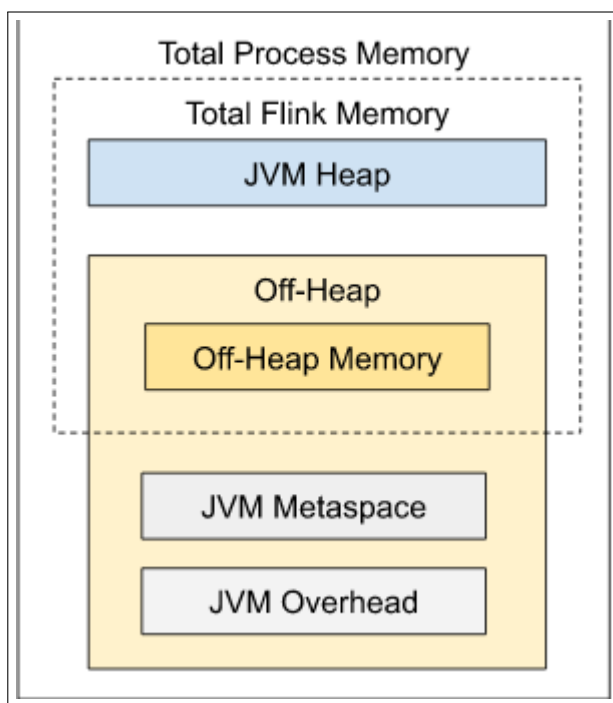 Total Process Memory
Total Flink Memory
JVM Heap
Off-Heap
Off-Heap Memory
JVM Metaspace
JVM Overhead